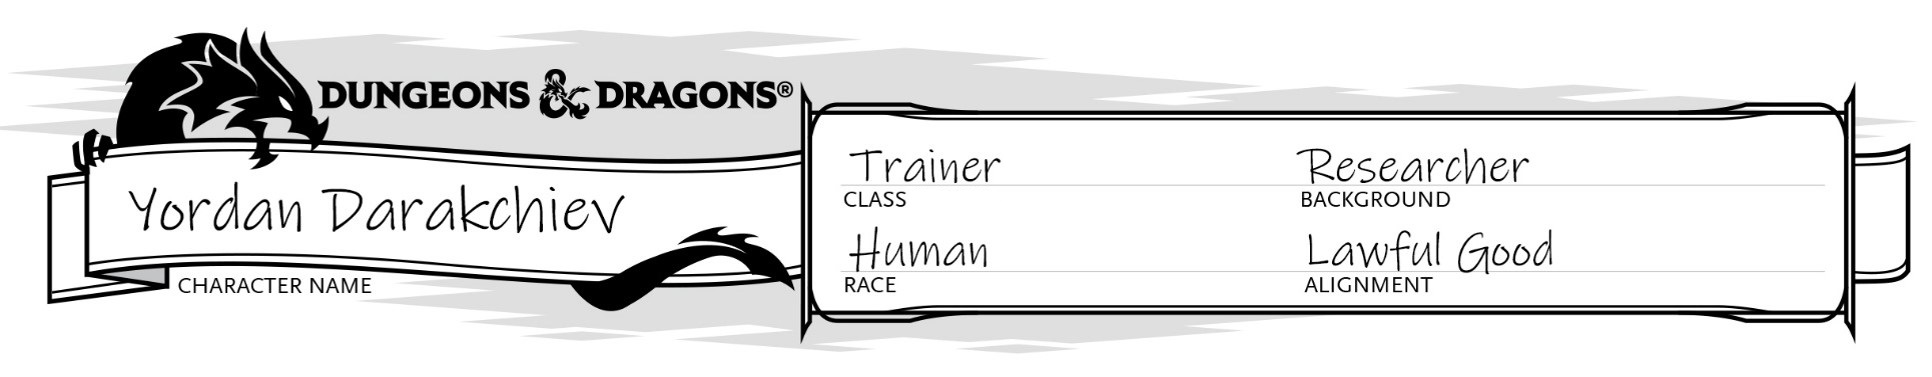 DUNGEONS & DRAGONS®
Yordan Darakchiev
CHARACTER NAME
Trainer
CLASS
Researcher
BACKGROUND
Human
RACE
Lawful Good
ALIGNMENT